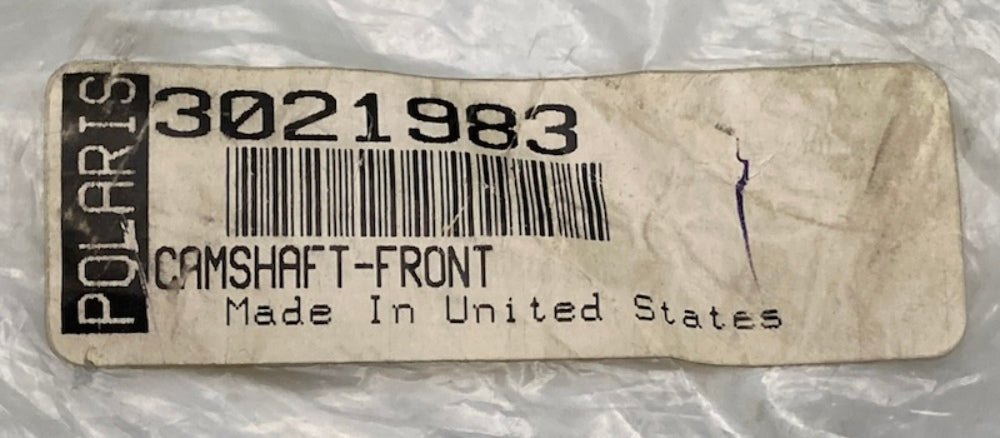 POLARIS
3021983
CAMSHAFT-FRONT
Made In United States